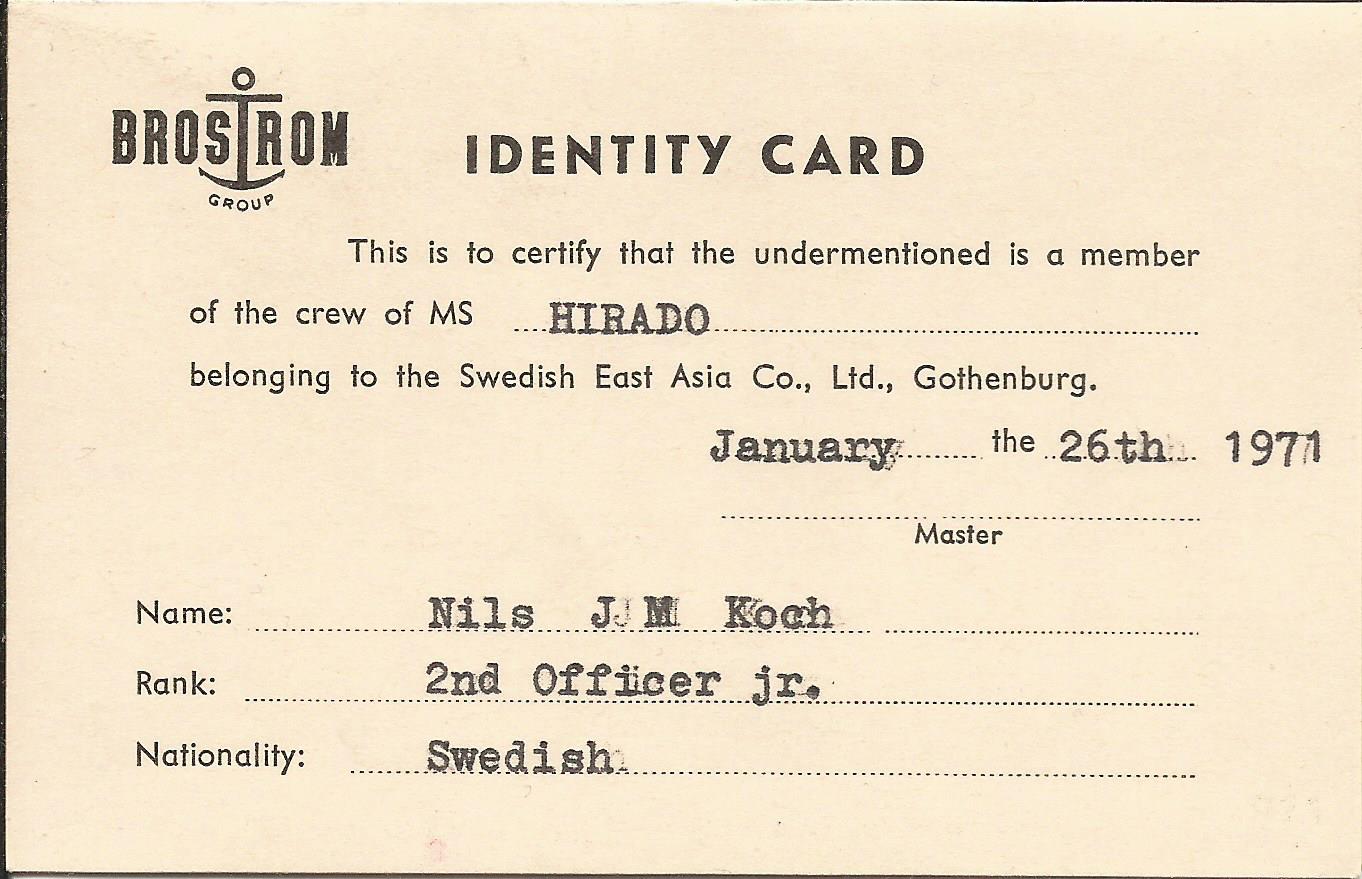 BROSTROM
GROUP
IDENTITY CARD
This is to certify that the undermentioned is a member
of the crew of MS HIRADO
belonging to the Swedish East Asia Co., Ltd., Gothenburg.
January the 26th 1971
Master
Name: Nils J M Koch
Rank: 2nd Officer jr.
Nationality: Swedish